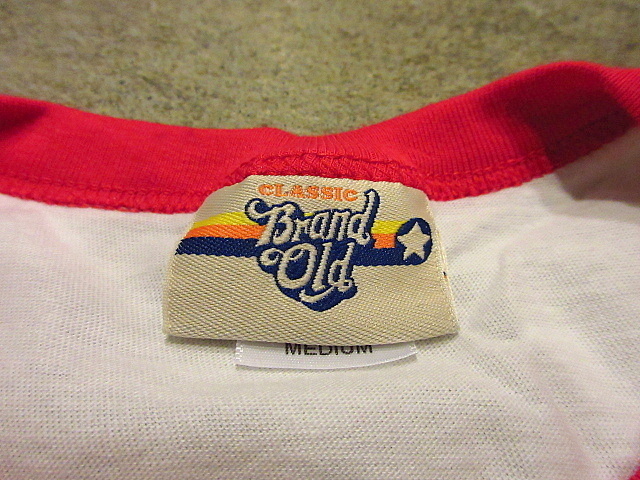 CLASSIC
Brand
Old
MEDIUM